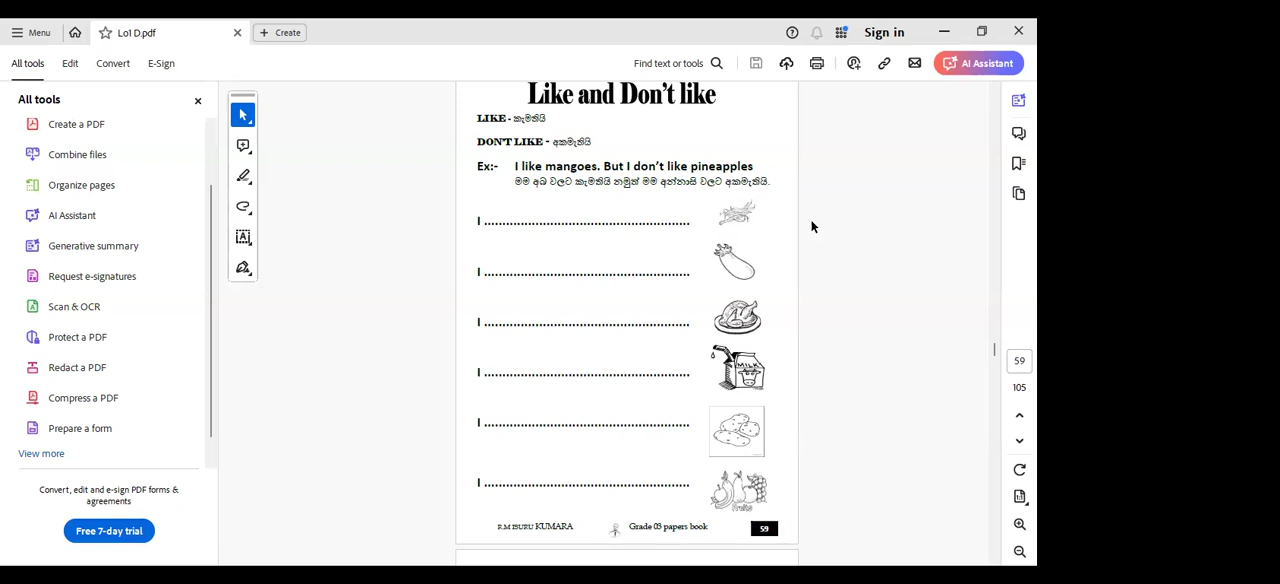 Menu
Lo1 D.pdf
Create
Sign in
All tools
Edit
Convert
E-Sign
Find text or tools
AI Assistant
All tools
Create a PDF
Combine files
Organize pages
AI Assistant
Generative summary
Request e-signatures
Scan & OCR
Protect a PDF
Redact a PDF
Compress a PDF
Prepare a form
View more
Convert, edit and e-sign PDF forms &
agreements
Free 7-day trial
Like and Don't like
LIKE - කැමතියි
DON'T LIKE - අකමැතියි
Ex:- I like mangoes. But I don't like pineapples
මම අඹ වලට කැමතියි නමුත් මම අන්නාසි වලට අකමැතියි.
I ............................................................
I ............................................................
I ............................................................
I ............................................................
MILK
I ............................................................
I ............................................................
Fruits
R.M ISURU KUMARA
Grade 03 papers book
59
59
105